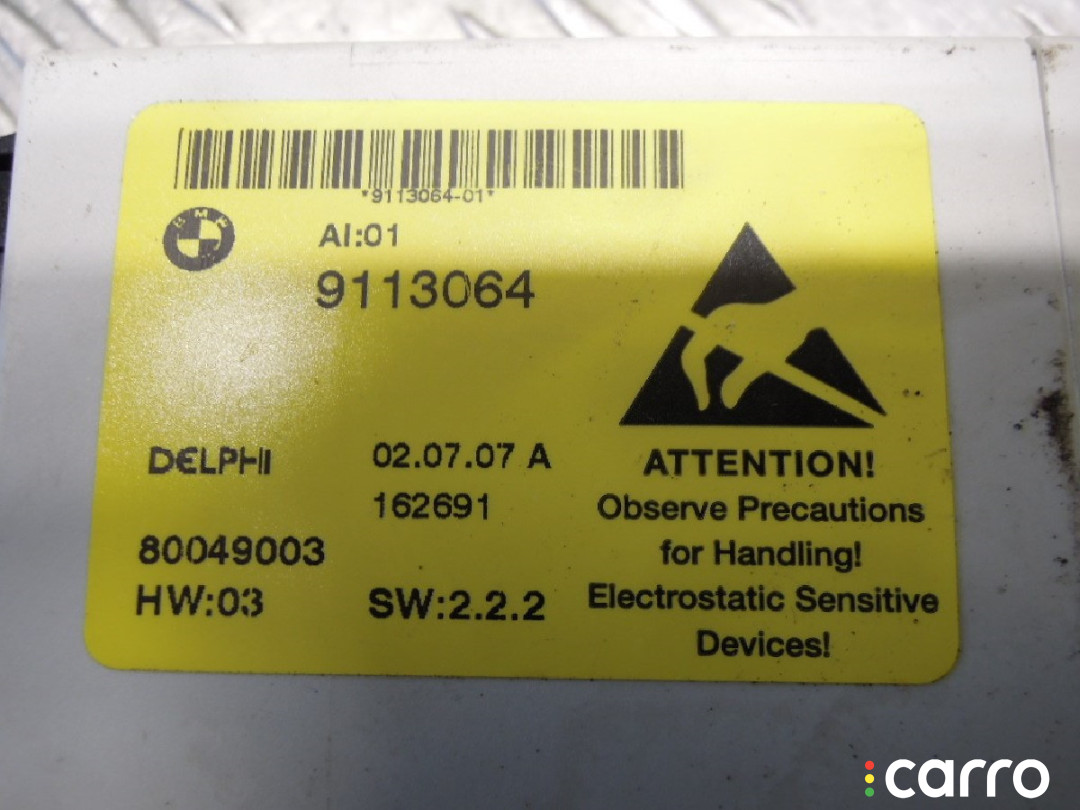 *9113064-01*
BMW
AI:01
9113064
DELPHI
02.07.07 A
162691
80049003
HW:03
SW:2.2.2
ATTENTION!
Observe Precautions
for Handling!
Electrostatic Sensitive
Devices!
carro